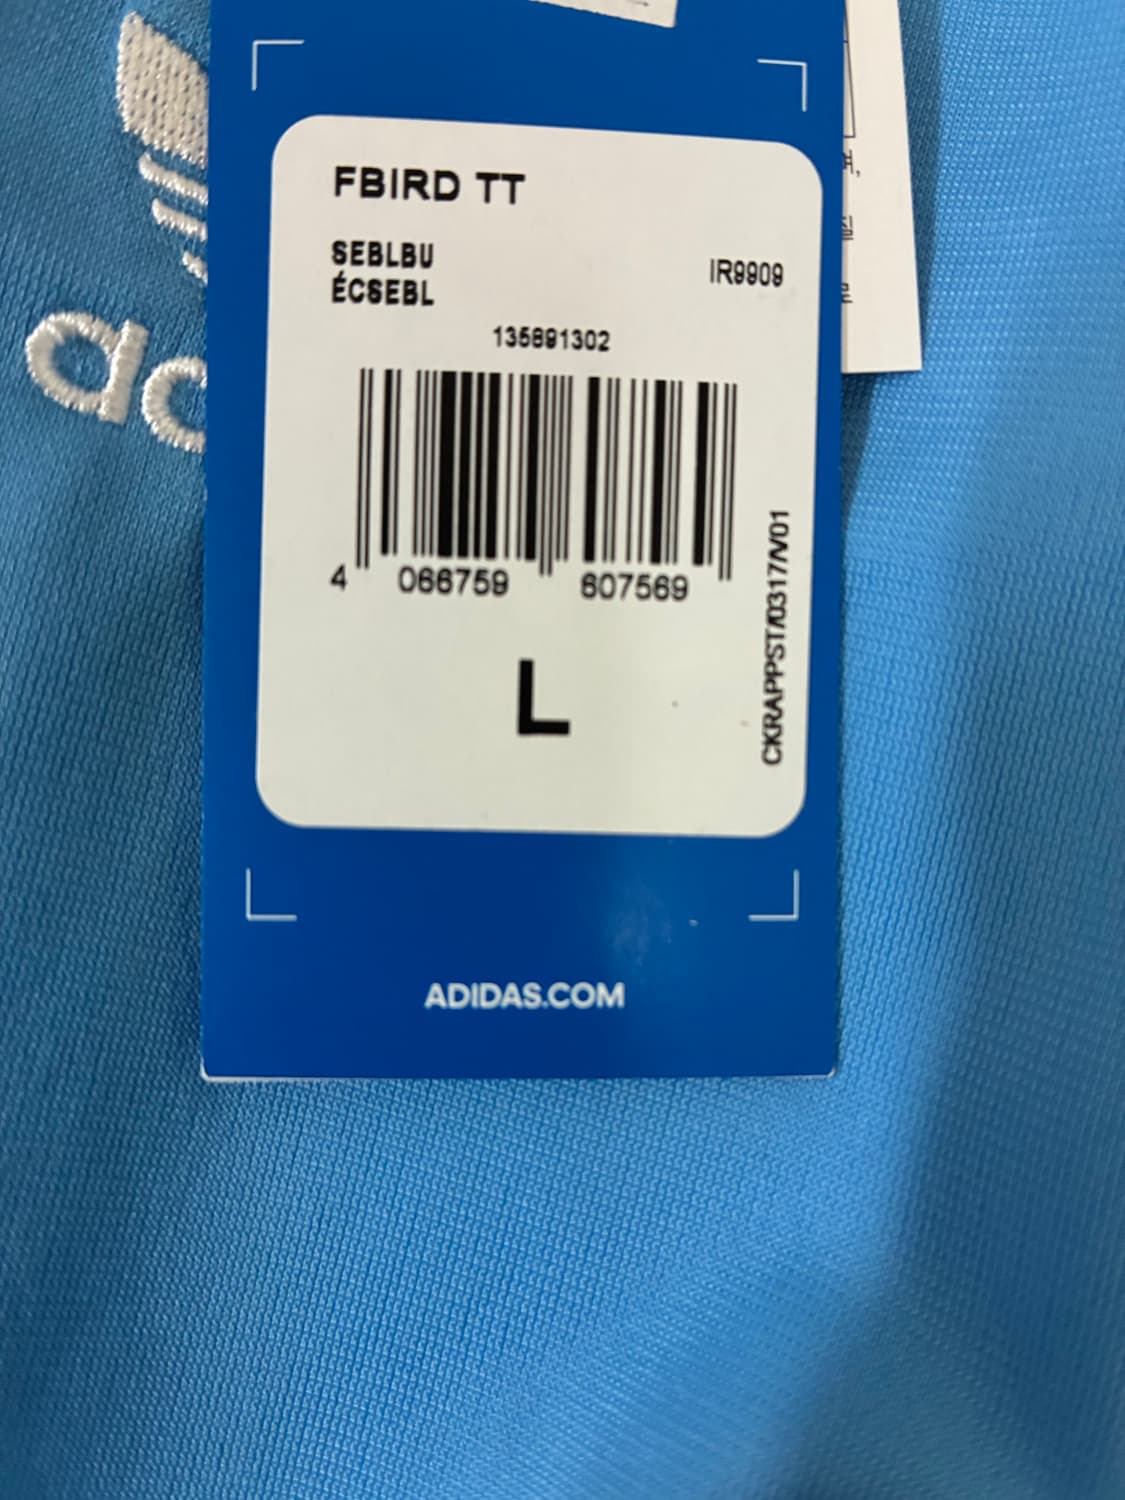 FBIRD TT
SEBLBU
ÉCSEBL
IR9909
135891302
4 066759 607569
L
CKRAPPST/0317/V01
ADIDAS.COM